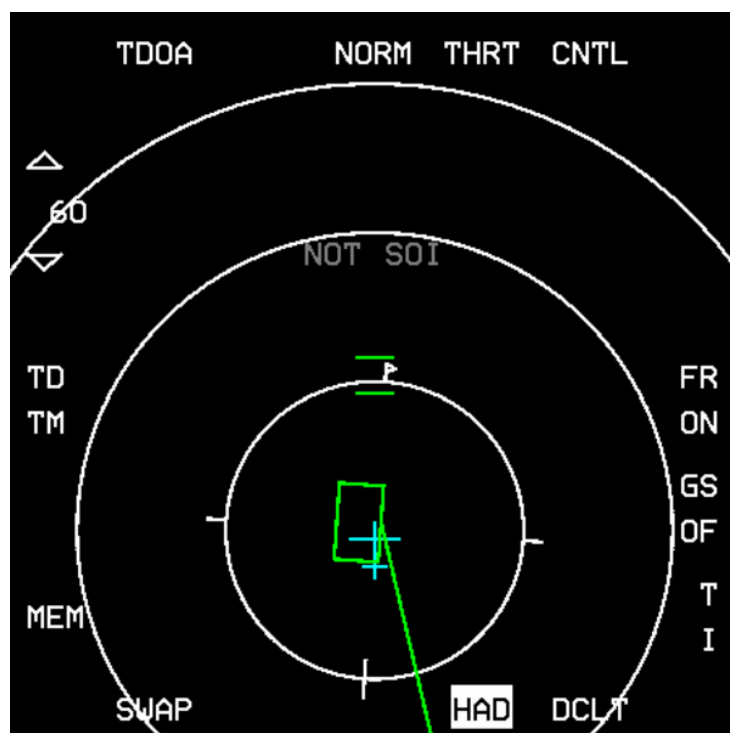 TDOA NORM THRT CNTL
60
NOT SOI
TD
TM
FR
ON
GS
OF
MEM
T
I
SWAP HAD DCLT